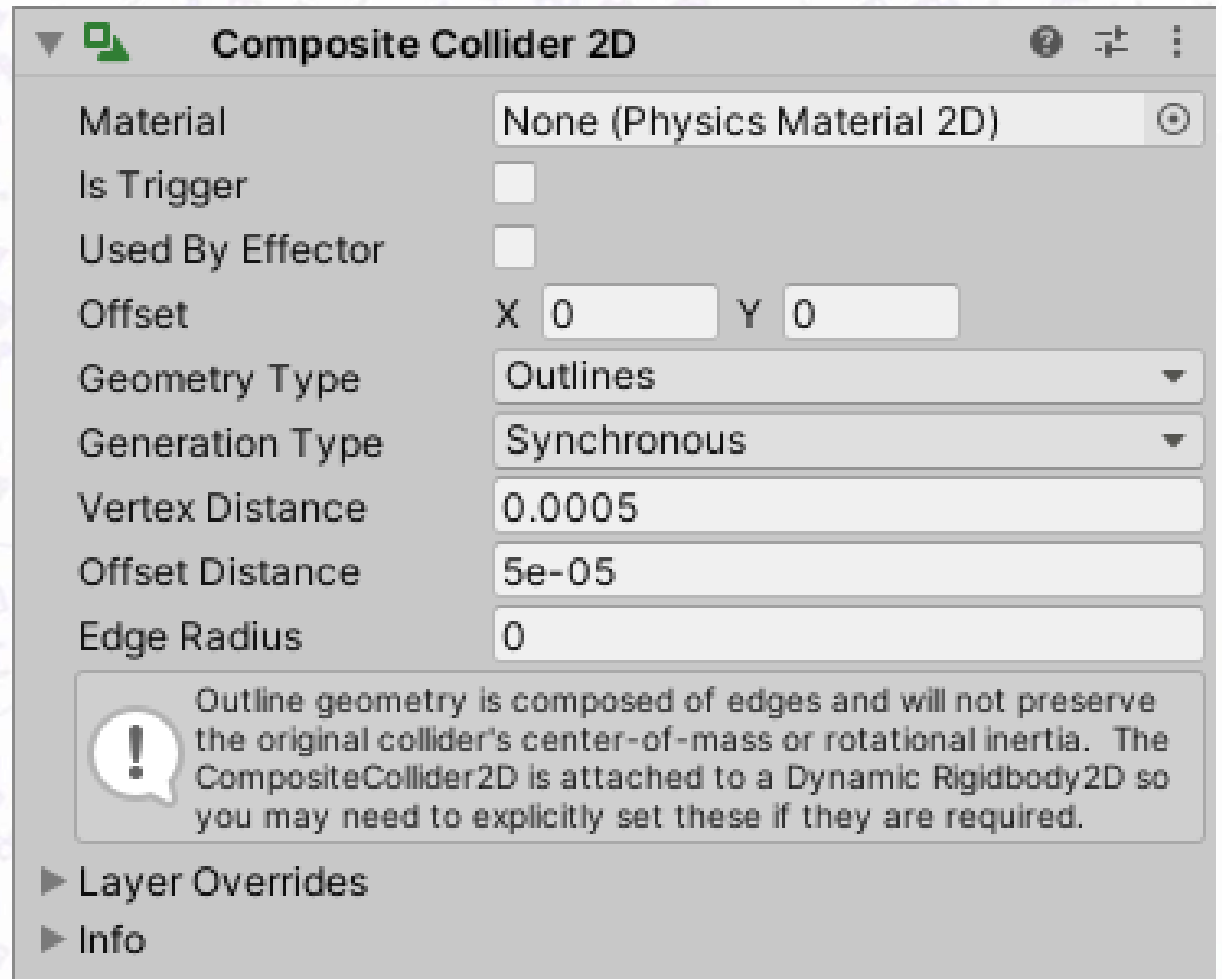 Composite Collider 2D
Material None (Physics Material 2D)
Is Trigger
Used By Effector
Offset X 0 Y 0
Geometry Type Outlines
Generation Type Synchronous
Vertex Distance 0.0005
Offset Distance 5e-05
Edge Radius 0
Outline geometry is composed of edges and will not preserve
the original collider's center-of-mass or rotational inertia.  The
CompositeCollider2D is attached to a Dynamic Rigidbody2D so
you may need to explicitly set these if they are required.
Layer Overrides
Info